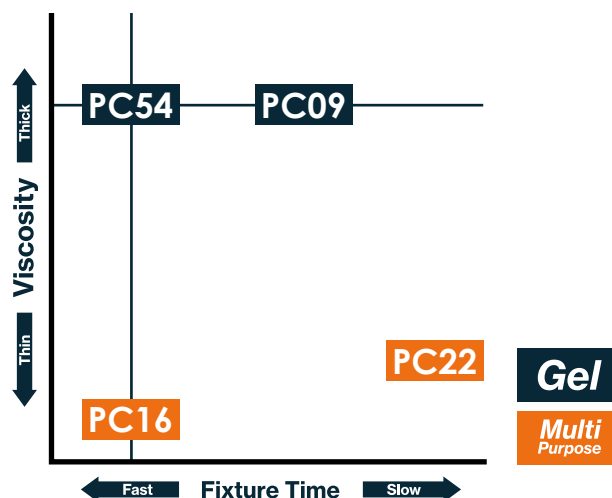 PC54
PC09
Thick
Viscosity
Thin
PC22
PC16
Gel
Multi
Purpose
Fast
Fixture Time
Slow